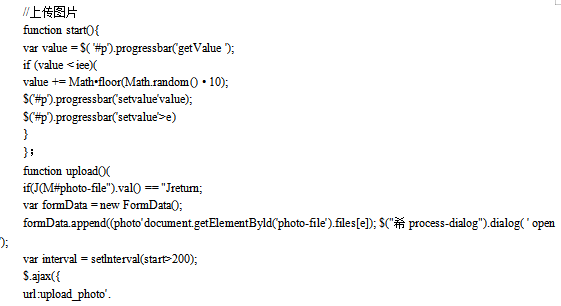 //上传图片
function start(){
var value = $( '#p').progressbar('getValue ');
if (value < iee)(
value += Math•floor(Math.random() • 10);
$('#p').progressbar('setvalue'value);
$('#p').progressbar('setvalue'>e)
}
};
function upload()(
if(J(M#photo-file").val() == "Jreturn;
var formData = new FormData();
formData.append((photo'document.getElementByld('photo-file').files[e]); $("希 process-dialog").dialog( ' open
');
var interval = setlnterval(start>200);
$.ajax({
url:upload_photo'.